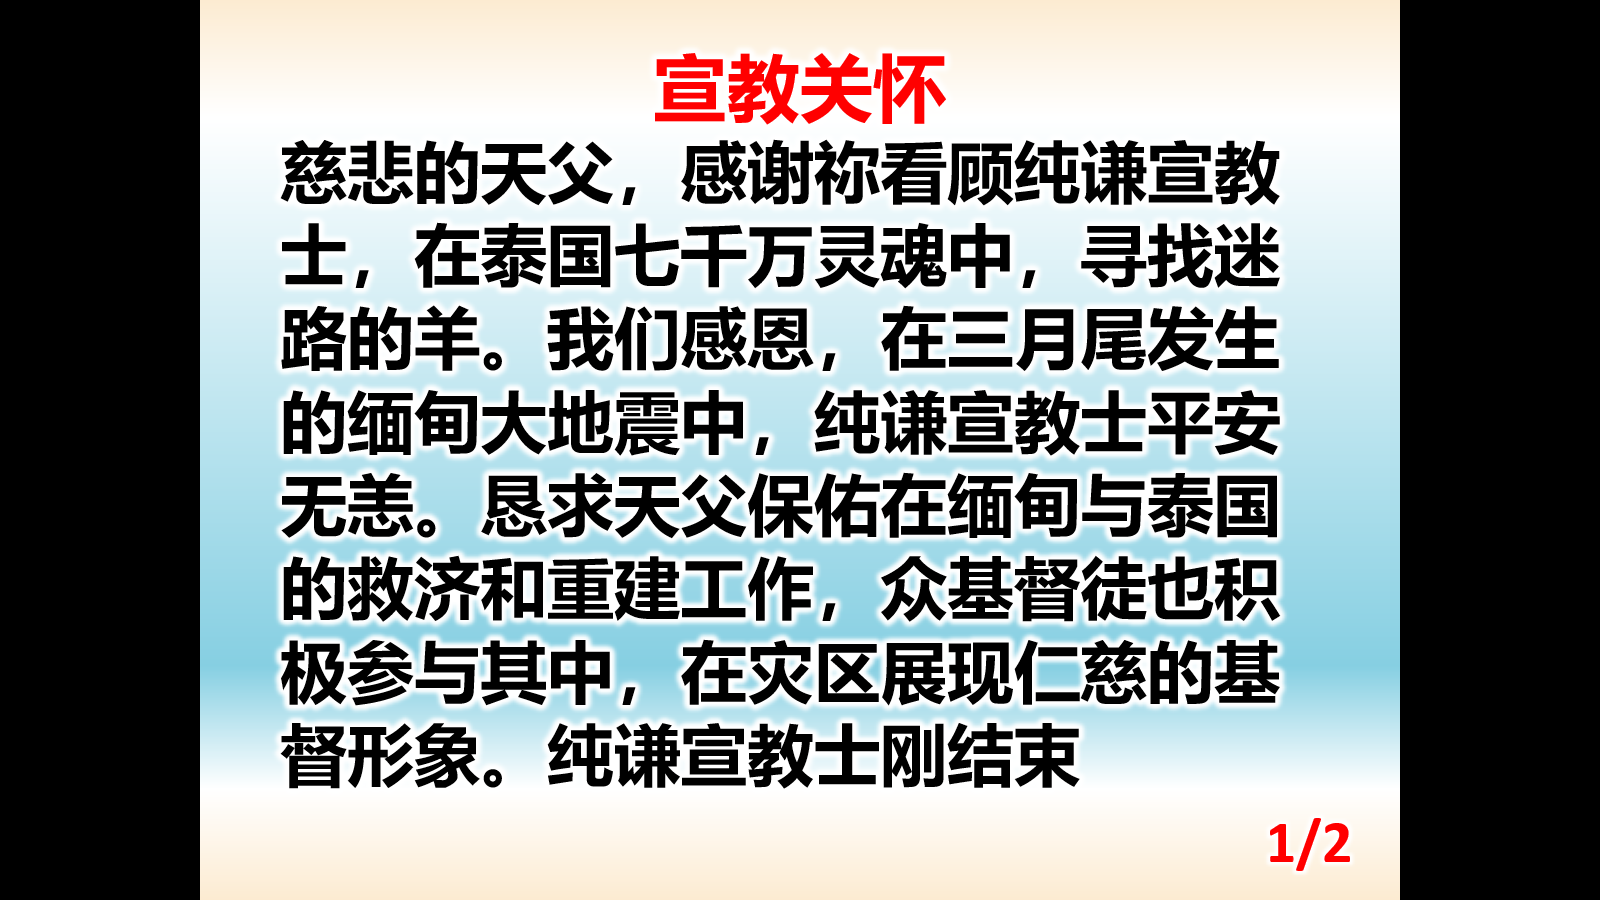 宣教关怀
慈悲的天父，感谢祢看顾纯谦宣教
士，在泰国七千万灵魂中，寻找迷
路的羊。我们感恩，在三月尾发生
的缅甸大地震中，纯谦宣教士平安
无恙。恳求天父保佑在缅甸与泰国
的救济和重建工作，众基督徒也积
极参与其中，在灾区展现仁慈的基
督形象。纯谦宣教士刚结束
1/2